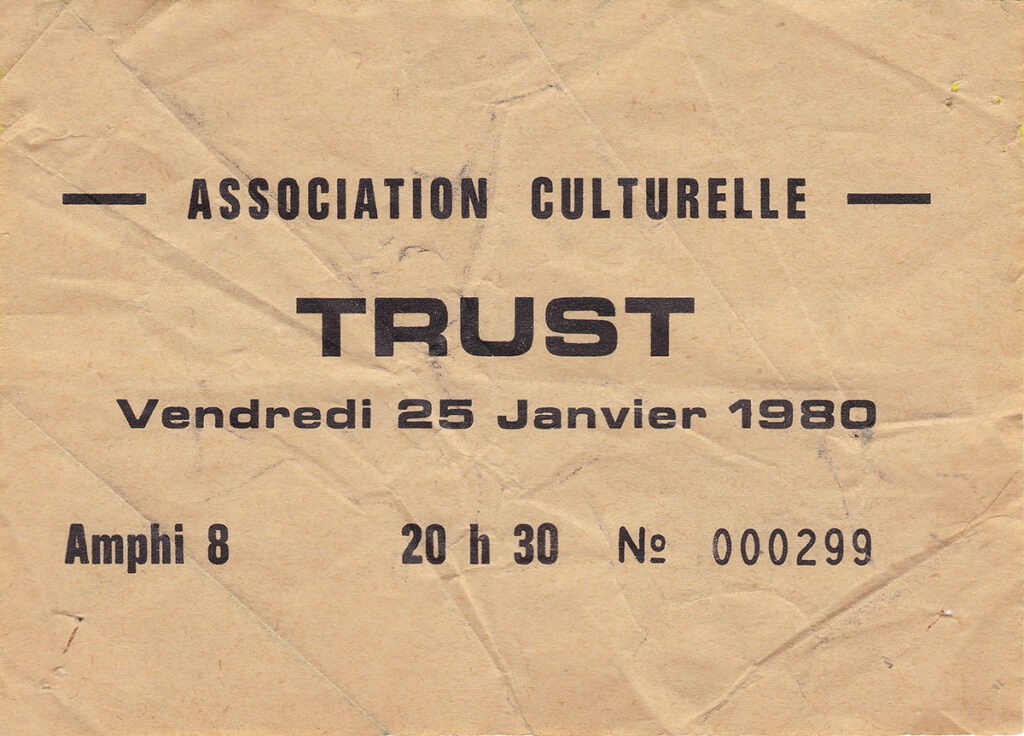 ASSOCIATION CULTURELLE
TRUST
Vendredi 25 Janvier 1980
Amphi 8 20 h 30 Nº 000299